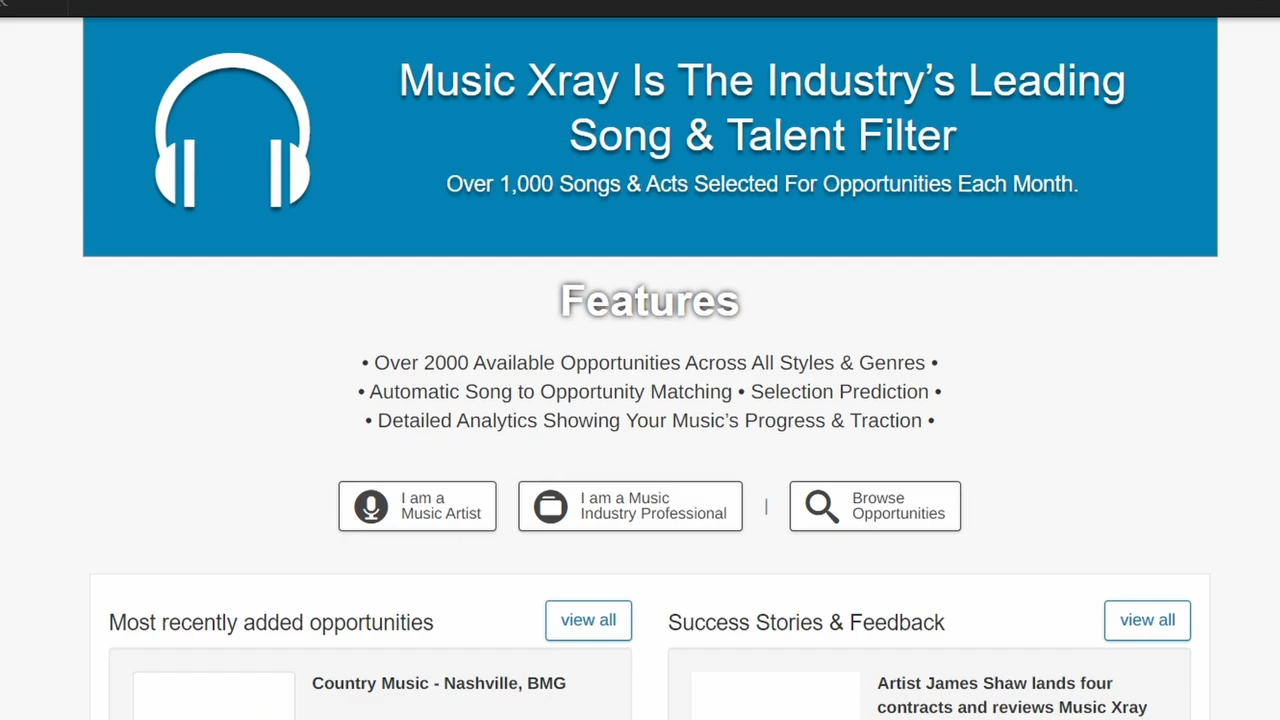 Music Xray Is The Industry’s Leading
Song & Talent Filter
Over 1,000 Songs & Acts Selected For Opportunities Each Month.
Features
• Over 2000 Available Opportunities Across All Styles & Genres •
• Automatic Song to Opportunity Matching • Selection Prediction •
• Detailed Analytics Showing Your Music’s Progress & Traction •
I am a
Music Artist
I am a Music
Industry Professional
|
Browse
Opportunities
Most recently added opportunities
view all
Country Music - Nashville, BMG
Success Stories & Feedback
view all
Artist James Shaw lands four
contracts and reviews Music Xray